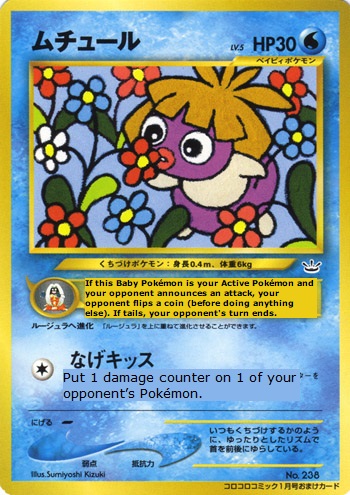 ムチュール LV.5 HP30
ベイビィポケモン
くちづけポケモン：身長0.4m、体重6kg
If this Baby Pokémon is your Active Pokémon and
your opponent announces an attack, your
opponent flips a coin (before doing anything
else). If tails, your opponent's turn ends.
ルージュラへ進化 「ルージュラ」を上に重ねて進化させることができます。
なげキッス
Put 1 damage counter on 1 of your
opponent's Pokémon.
にげる
いつもくちづけするかのよう
に、ゆったりとしたリズムで
首を前後にゆらしている。
弱点 抵抗力
Illus.Sumiyoshi Kizuki No.238
コロコロコミック1月号おまけカード